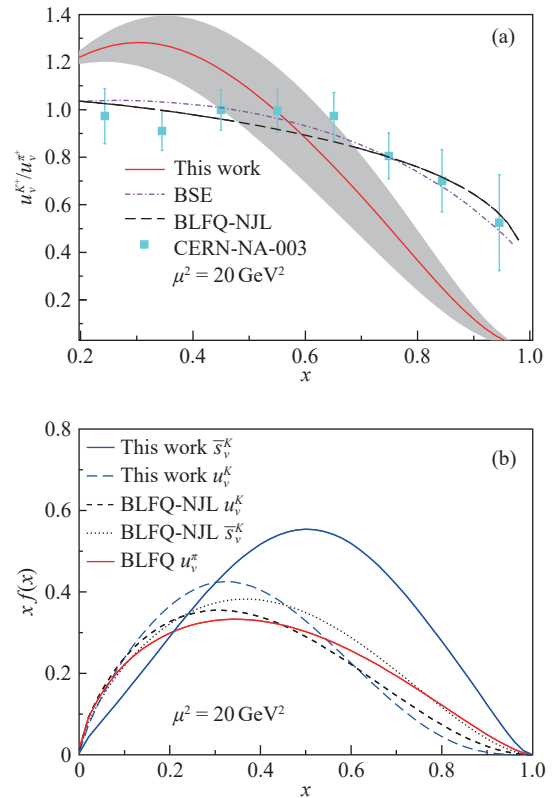 1.4
(a)
1.2
1.0
0.8
0.6
0.4
0.2
u_v^{K^+}/u_v^{π^+}
This work
BSE
BLFQ-NJL
CERN-NA-003
μ² = 20 GeV²
0.2 0.4 0.6 0.8 1.0
x
0.8
(b)
0.6
0.4
0.2
0
x f(x)
This work s̅_v^K
This work u_v^K
BLFQ-NJL u_v^K
BLFQ-NJL s̅_v^K
BLFQ u_v^π
μ² = 20 GeV²
0 0.2 0.4 0.6 0.8 1.0
x